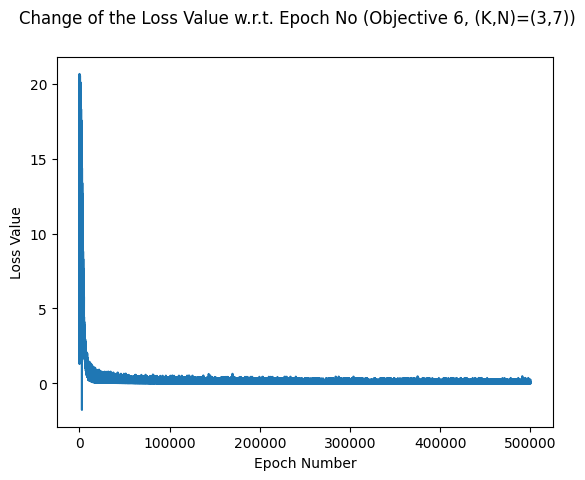 Change of the Loss Value w.r.t. Epoch No (Objective 6, (K,N)=(3,7))
20
15
10
5
0
Loss Value
0 100000 200000 300000 400000 500000
Epoch Number